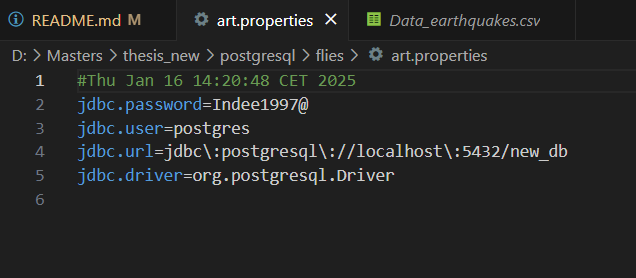 README.md M art.properties Data_earthquakes.csv
D: > Masters > thesis_new > postgresql > flies > art.properties
1 #Thu Jan 16 14:20:48 CET 2025
2 jdbc.password=Indee1997@
3 jdbc.user=postgres
4 jdbc.url=jdbc\:postgresql\://localhost\:5432/new_db
5 jdbc.driver=org.postgresql.Driver
6